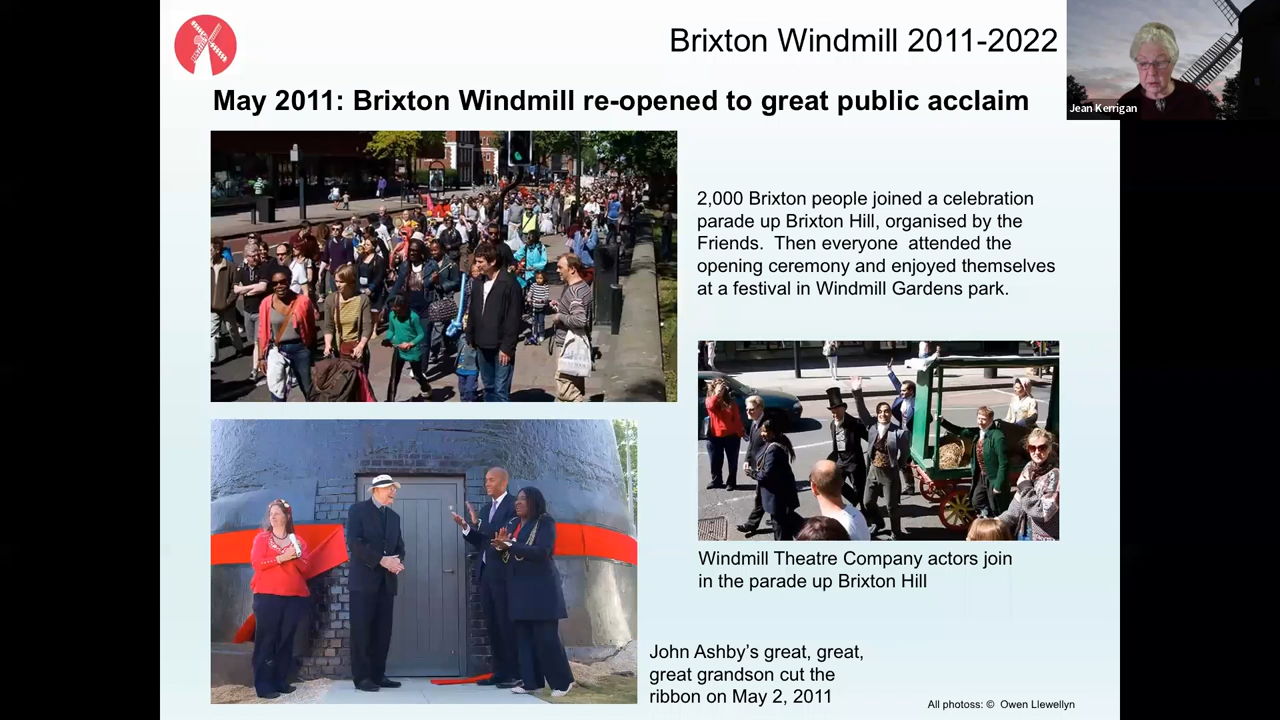 Brixton Windmill 2011-2022
Jean Kerrigan
May 2011: Brixton Windmill re-opened to great public acclaim
2,000 Brixton people joined a celebration
parade up Brixton Hill, organised by the
Friends. Then everyone attended the
opening ceremony and enjoyed themselves
at a festival in Windmill Gardens park.
Windmill Theatre Company actors join
in the parade up Brixton Hill
John Ashby's great, great,
great grandson cut the
ribbon on May 2, 2011
All photoss: © Owen Llewellyn